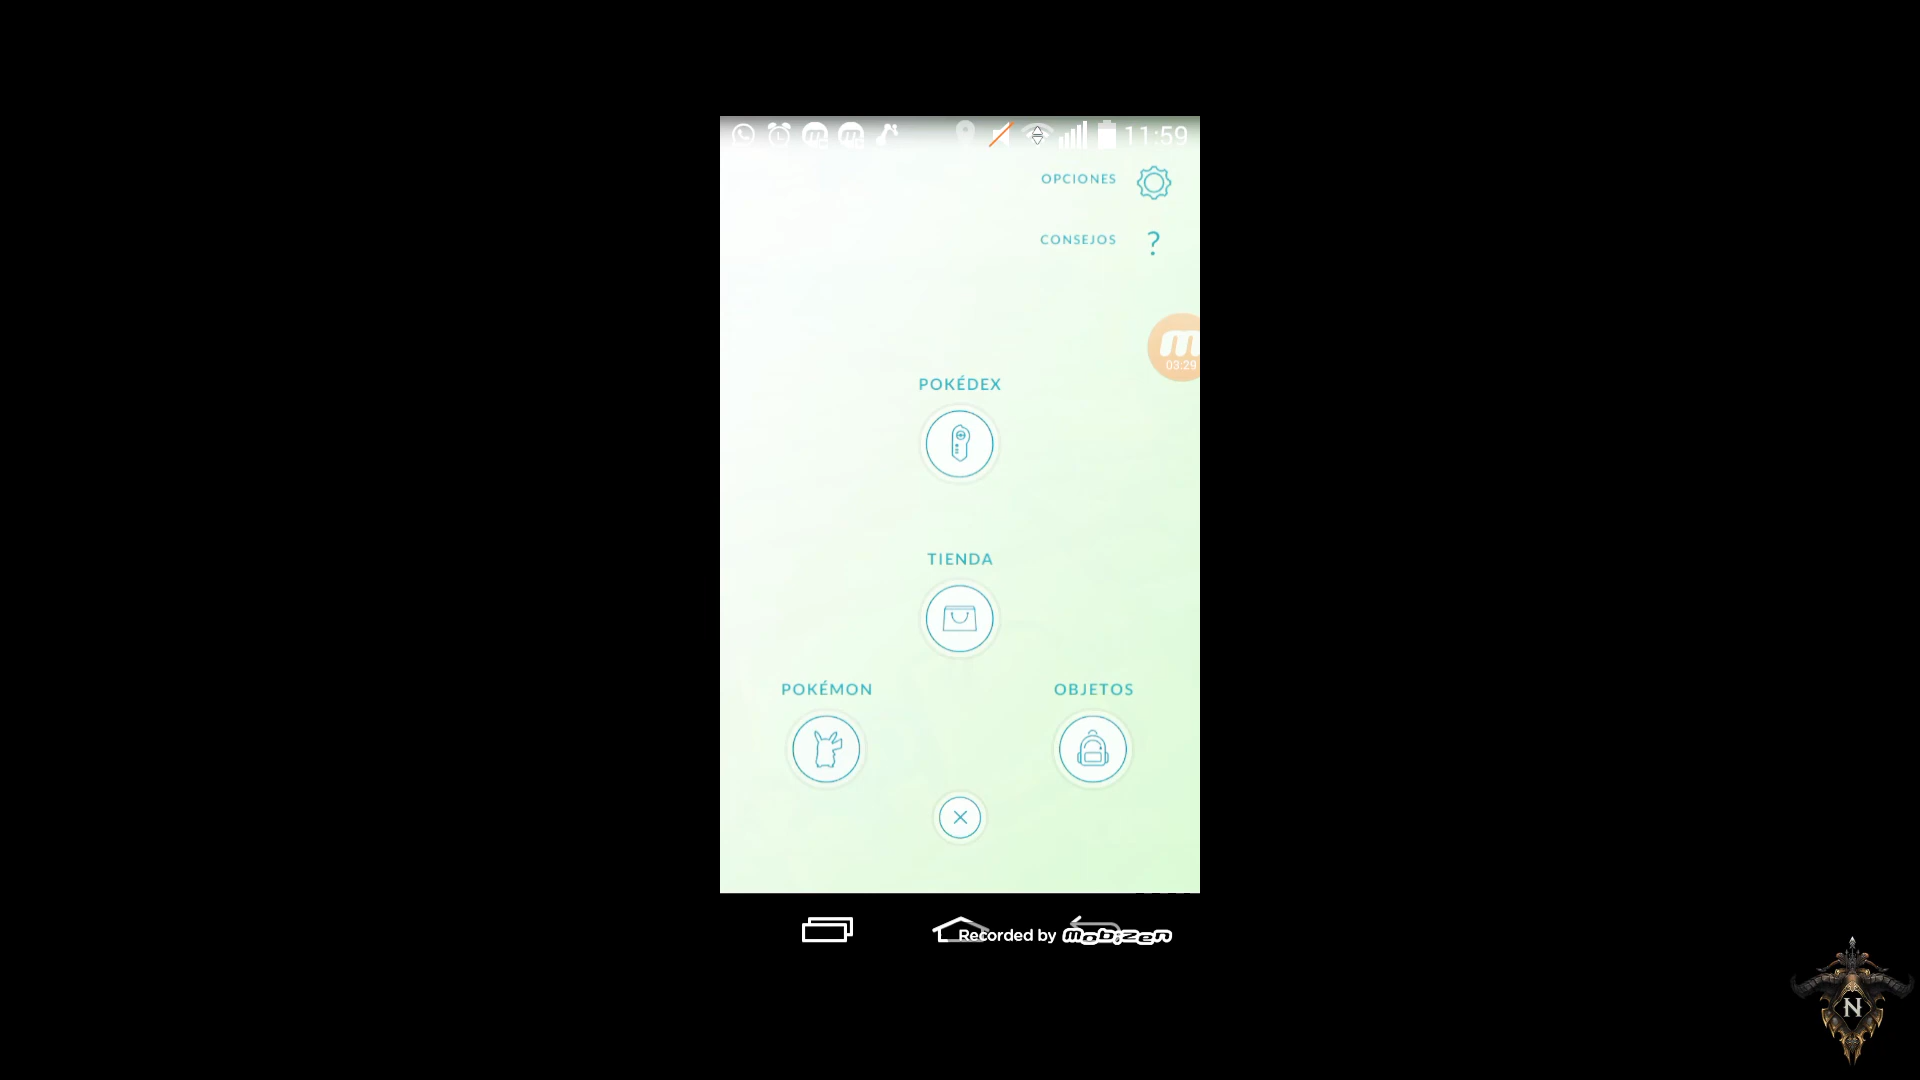 11:59
OPCIONES
CONSEJOS
?
03:29
POKÉDEX
TIENDA
POKÉMON
OBJETOS
Recorded by Mobizen
N